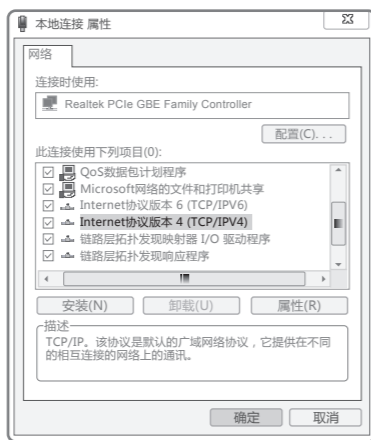 本地连接 属性
网络
连接时使用:
Realtek PCIe GBE Family Controller
配置(C). . .
此连接使用下列项目(0):
QoS数据包计划程序
Microsoft网络的文件和打印机共享
Internet协议版本 6 (TCP/IPV6)
Internet协议版本 4 (TCP/IPV4)
链路层拓扑发现映射器 I/O 驱动程序
链路层拓扑发现响应程序
安装(N) 卸载(U) 属性(R)
描述
TCP/IP。该协议是默认的广域网络协议，它提供在不同
的相互连接的网络上的通讯。
确定 取消